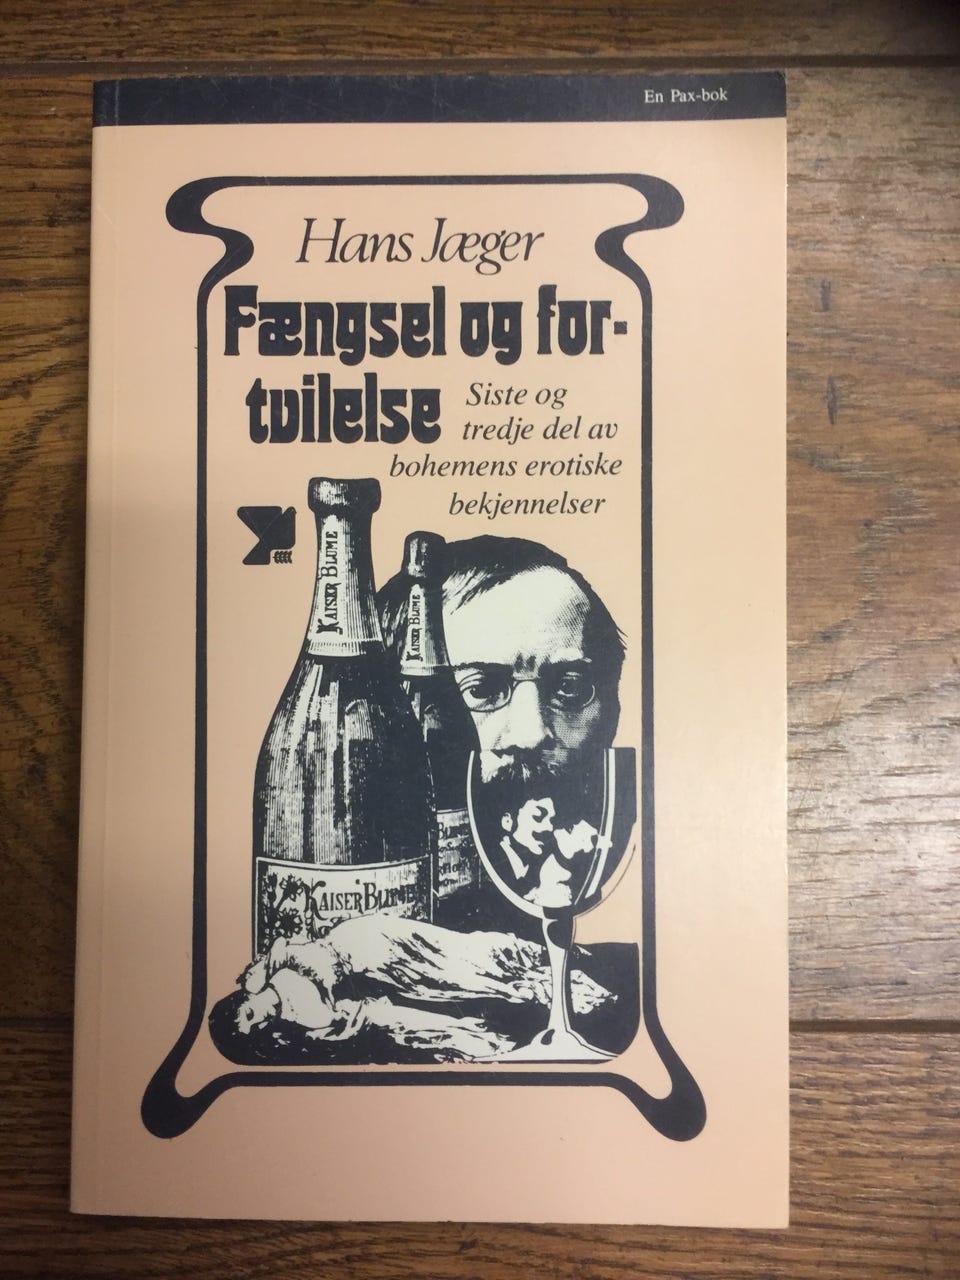 En Pax-bok
Hans Jæger
Fængsel og for-
tvilelse
Siste og
tredje del av
bohemens erotiske
bekjennelser
KAISER BLUME
KAISER BLUME
KAISER BLUME